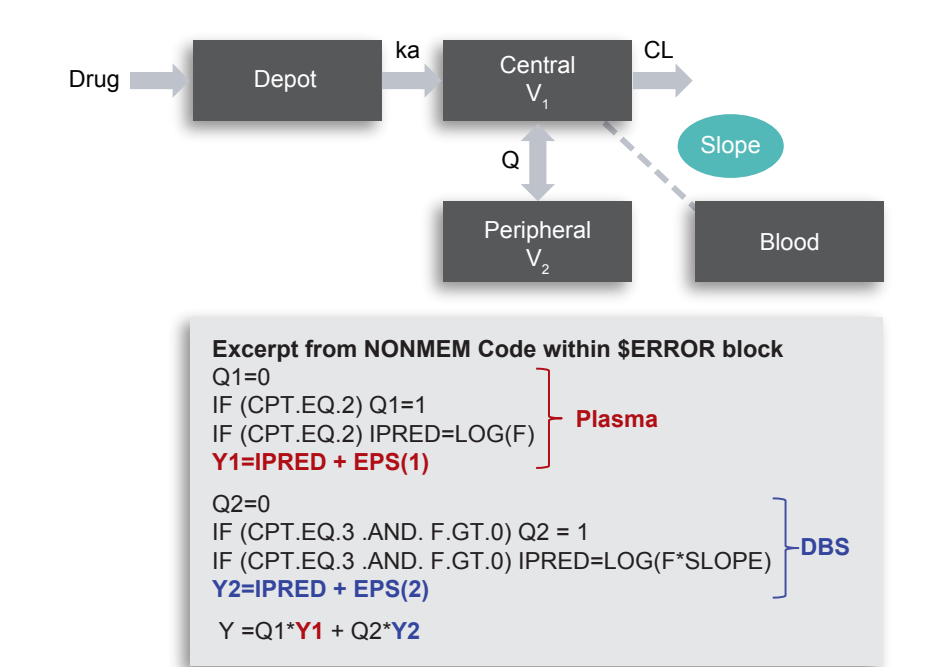 Drug
Depot
ka
Central
V1
CL
Slope
Q
Peripheral
V2
Blood
Excerpt from NONMEM Code within $ERROR block
Q1=0
IF (CPT.EQ.2) Q1=1
IF (CPT.EQ.2) IPRED=LOG(F)
Y1=IPRED + EPS(1)
Plasma
Q2=0
IF (CPT.EQ.3 .AND. F.GT.0) Q2 = 1
IF (CPT.EQ.3 .AND. F.GT.0) IPRED=LOG(F*SLOPE)
Y2=IPRED + EPS(2)
DBS
Y =Q1*Y1 + Q2*Y2